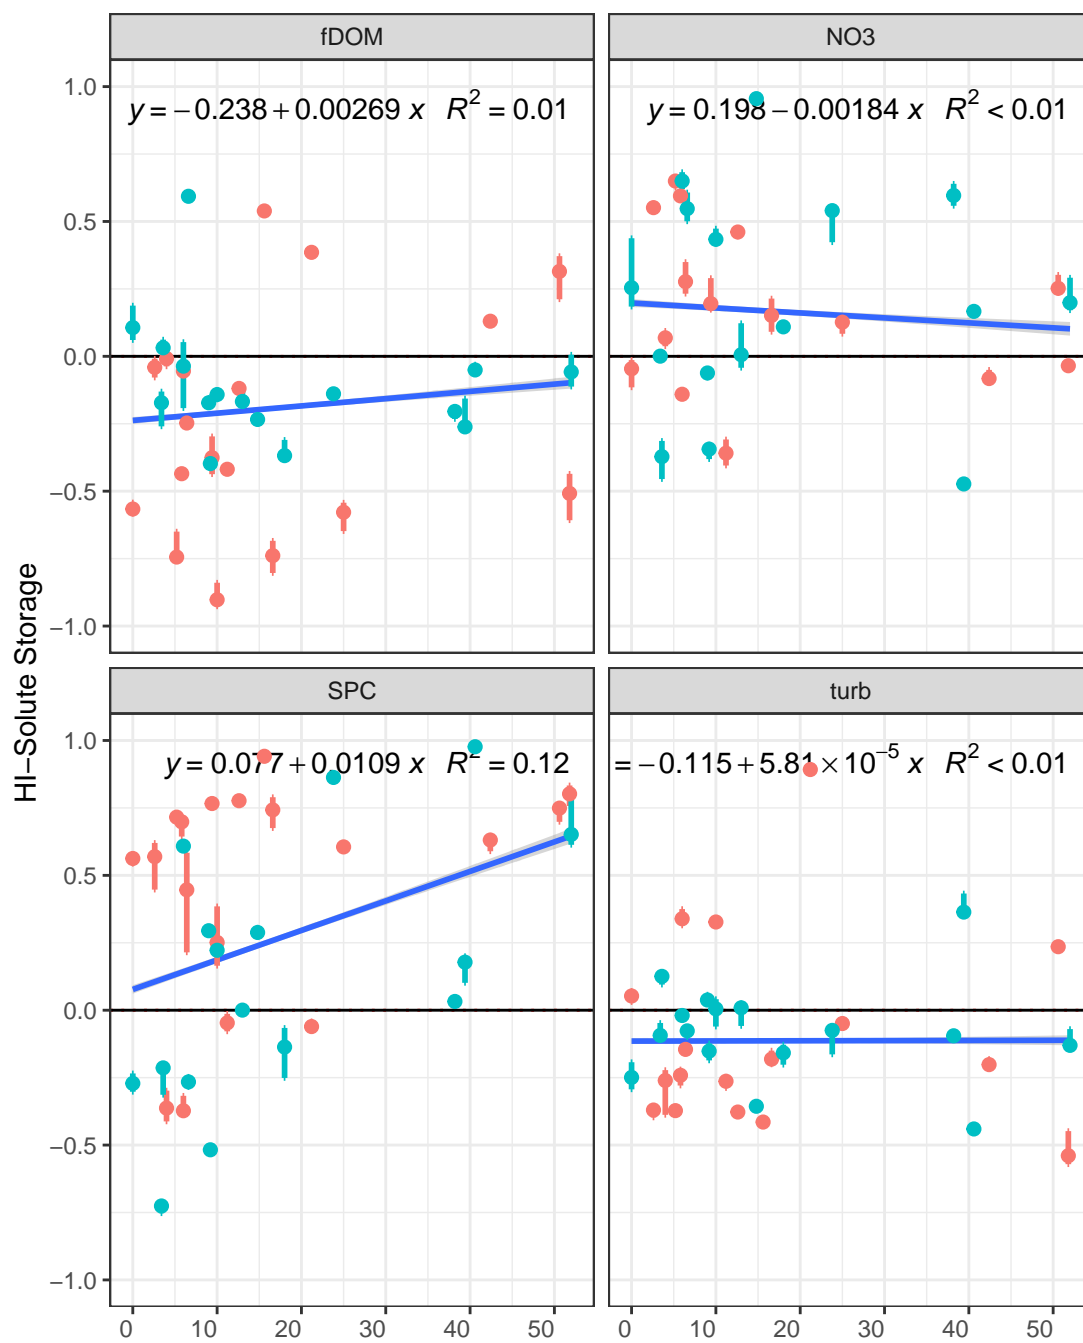 fDOM NO3
1.0
y = −0.238 + 0.00269 x R² = 0.01 y = 0.198 − 0.00184 x R² < 0.01
0.5
0.0
−0.5
−1.0
HI−Solute Storage
SPC turb
1.0
y = 0.077 + 0.0109 x R² = 0.12 = −0.115 + 5.81 × 10⁻⁵ x R² < 0.01
0.5
0.0
−0.5
−1.0
0 10 20 30 40 50 0 10 20 30 40 50